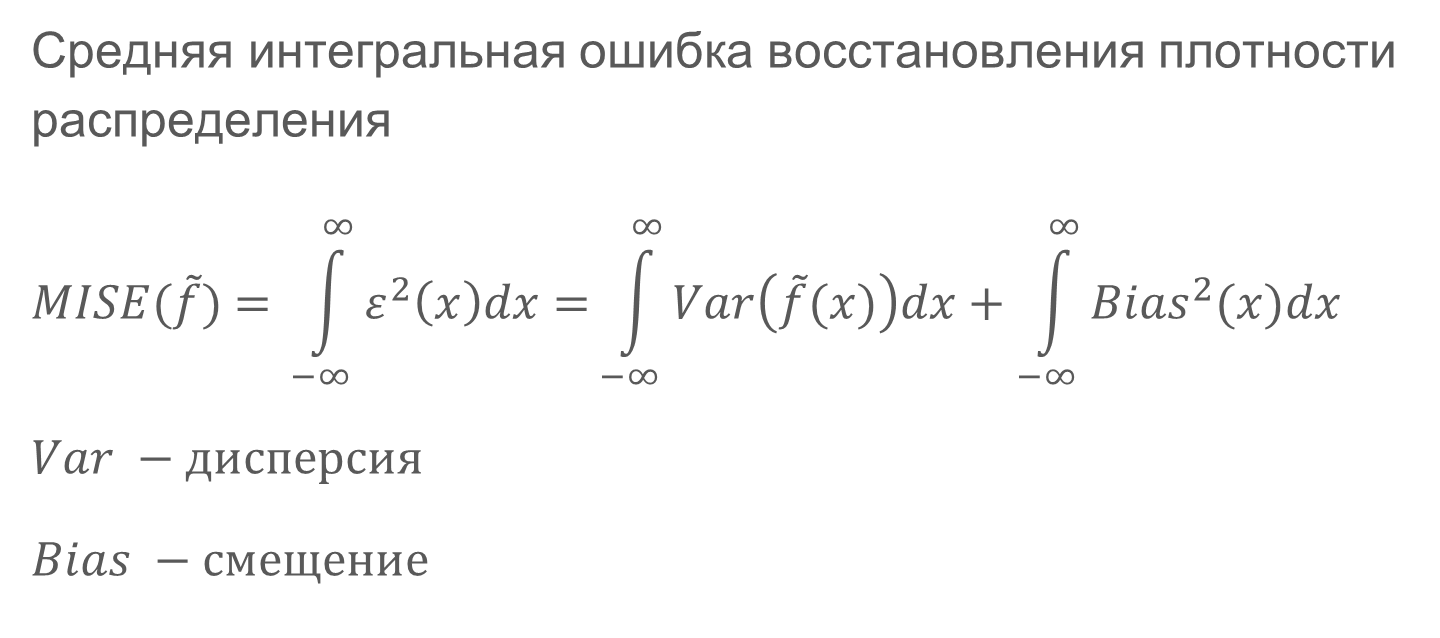 Средняя интегральная ошибка восстановления плотности
распределения
∞ ∞ ∞
MISE(f̃) = ∫ ε²(x)dx = ∫ Var(f̃(x))dx + ∫ Bias²(x)dx
−∞ −∞ −∞
Var − дисперсия
Bias − смещение